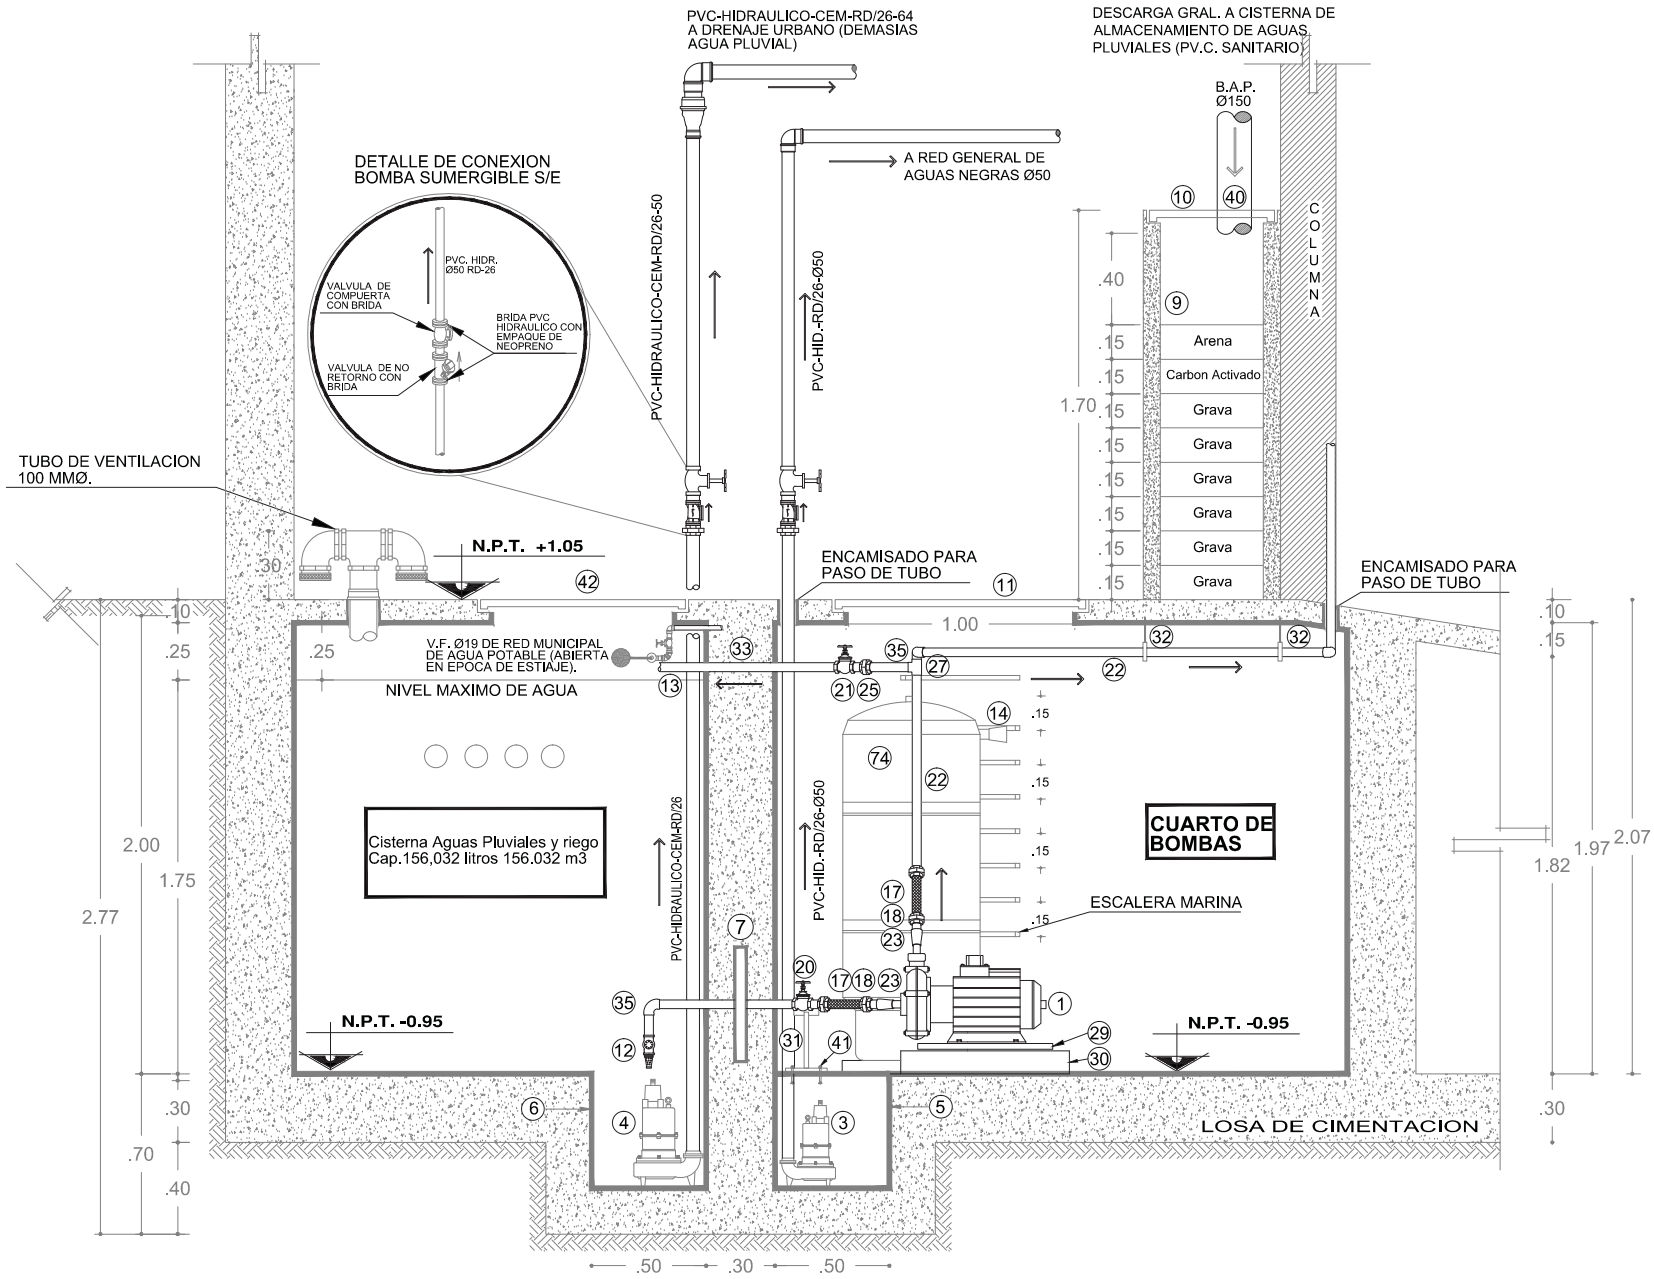 PVC-HIDRAULICO-CEM-RD/26-64
A DRENAJE URBANO (DEMASIAS
AGUA PLUVIAL)
DESCARGA GRAL. A CISTERNA DE
ALMACENAMIENTO DE AGUAS
PLUVIALES (PV.C. SANITARIO)
B.A.P.
Ø150
A RED GENERAL DE
AGUAS NEGRAS Ø50
DETALLE DE CONEXION
BOMBA SUMERGIBLE S/E
PVC. HIDR.
Ø50 RD-26
VALVULA DE
COMPUERTA
CON BRIDA
BRIDA PVC
HIDRAULICO CON
EMPAQUE DE
NEOPRENO
VALVULA DE NO
RETORNO CON
BRIDA
PVC-HIDRAULICO-CEM-RD/26-50
PVC-HID.-RD/26-Ø50
10
40
COLUMNA
9
.40
.15
.15
.15
.15
.15
.15
.15
.15
1.70
Arena
Carbon Activado
Grava
Grava
Grava
Grava
Grava
Grava
TUBO DE VENTILACION
100 MMØ.
.30
N.P.T. +1.05
42
ENCAMISADO PARA
PASO DE TUBO
11
ENCAMISADO PARA
PASO DE TUBO
.10
.25
.25
1.00
.10
.15
V.F. Ø19 DE RED MUNICIPAL
DE AGUA POTABLE (ABIERTA
EN EPOCA DE ESTIAJE).
33
35
27
32
32
22
13
21
25
NIVEL MAXIMO DE AGUA
14
.15
.15
.15
.15
74
22
Cisterna Aguas Pluviales y riego
Cap.156,032 litros 156.032 m3
PVC-HIDRAULICO-CEM-RD/26
PVC-HID.-RD/26-Ø50
CUARTO DE
BOMBAS
2.00
1.75
2.77
1.82
1.97
2.07
17
18
23
ESCALERA MARINA
7
20
17
18
23
35
1
N.P.T. -0.95
N.P.T. -0.95
12
31
41
29
30
6
4
3
5
.30
.70
.40
.30
LOSA DE CIMENTACION
.50
.30
.50